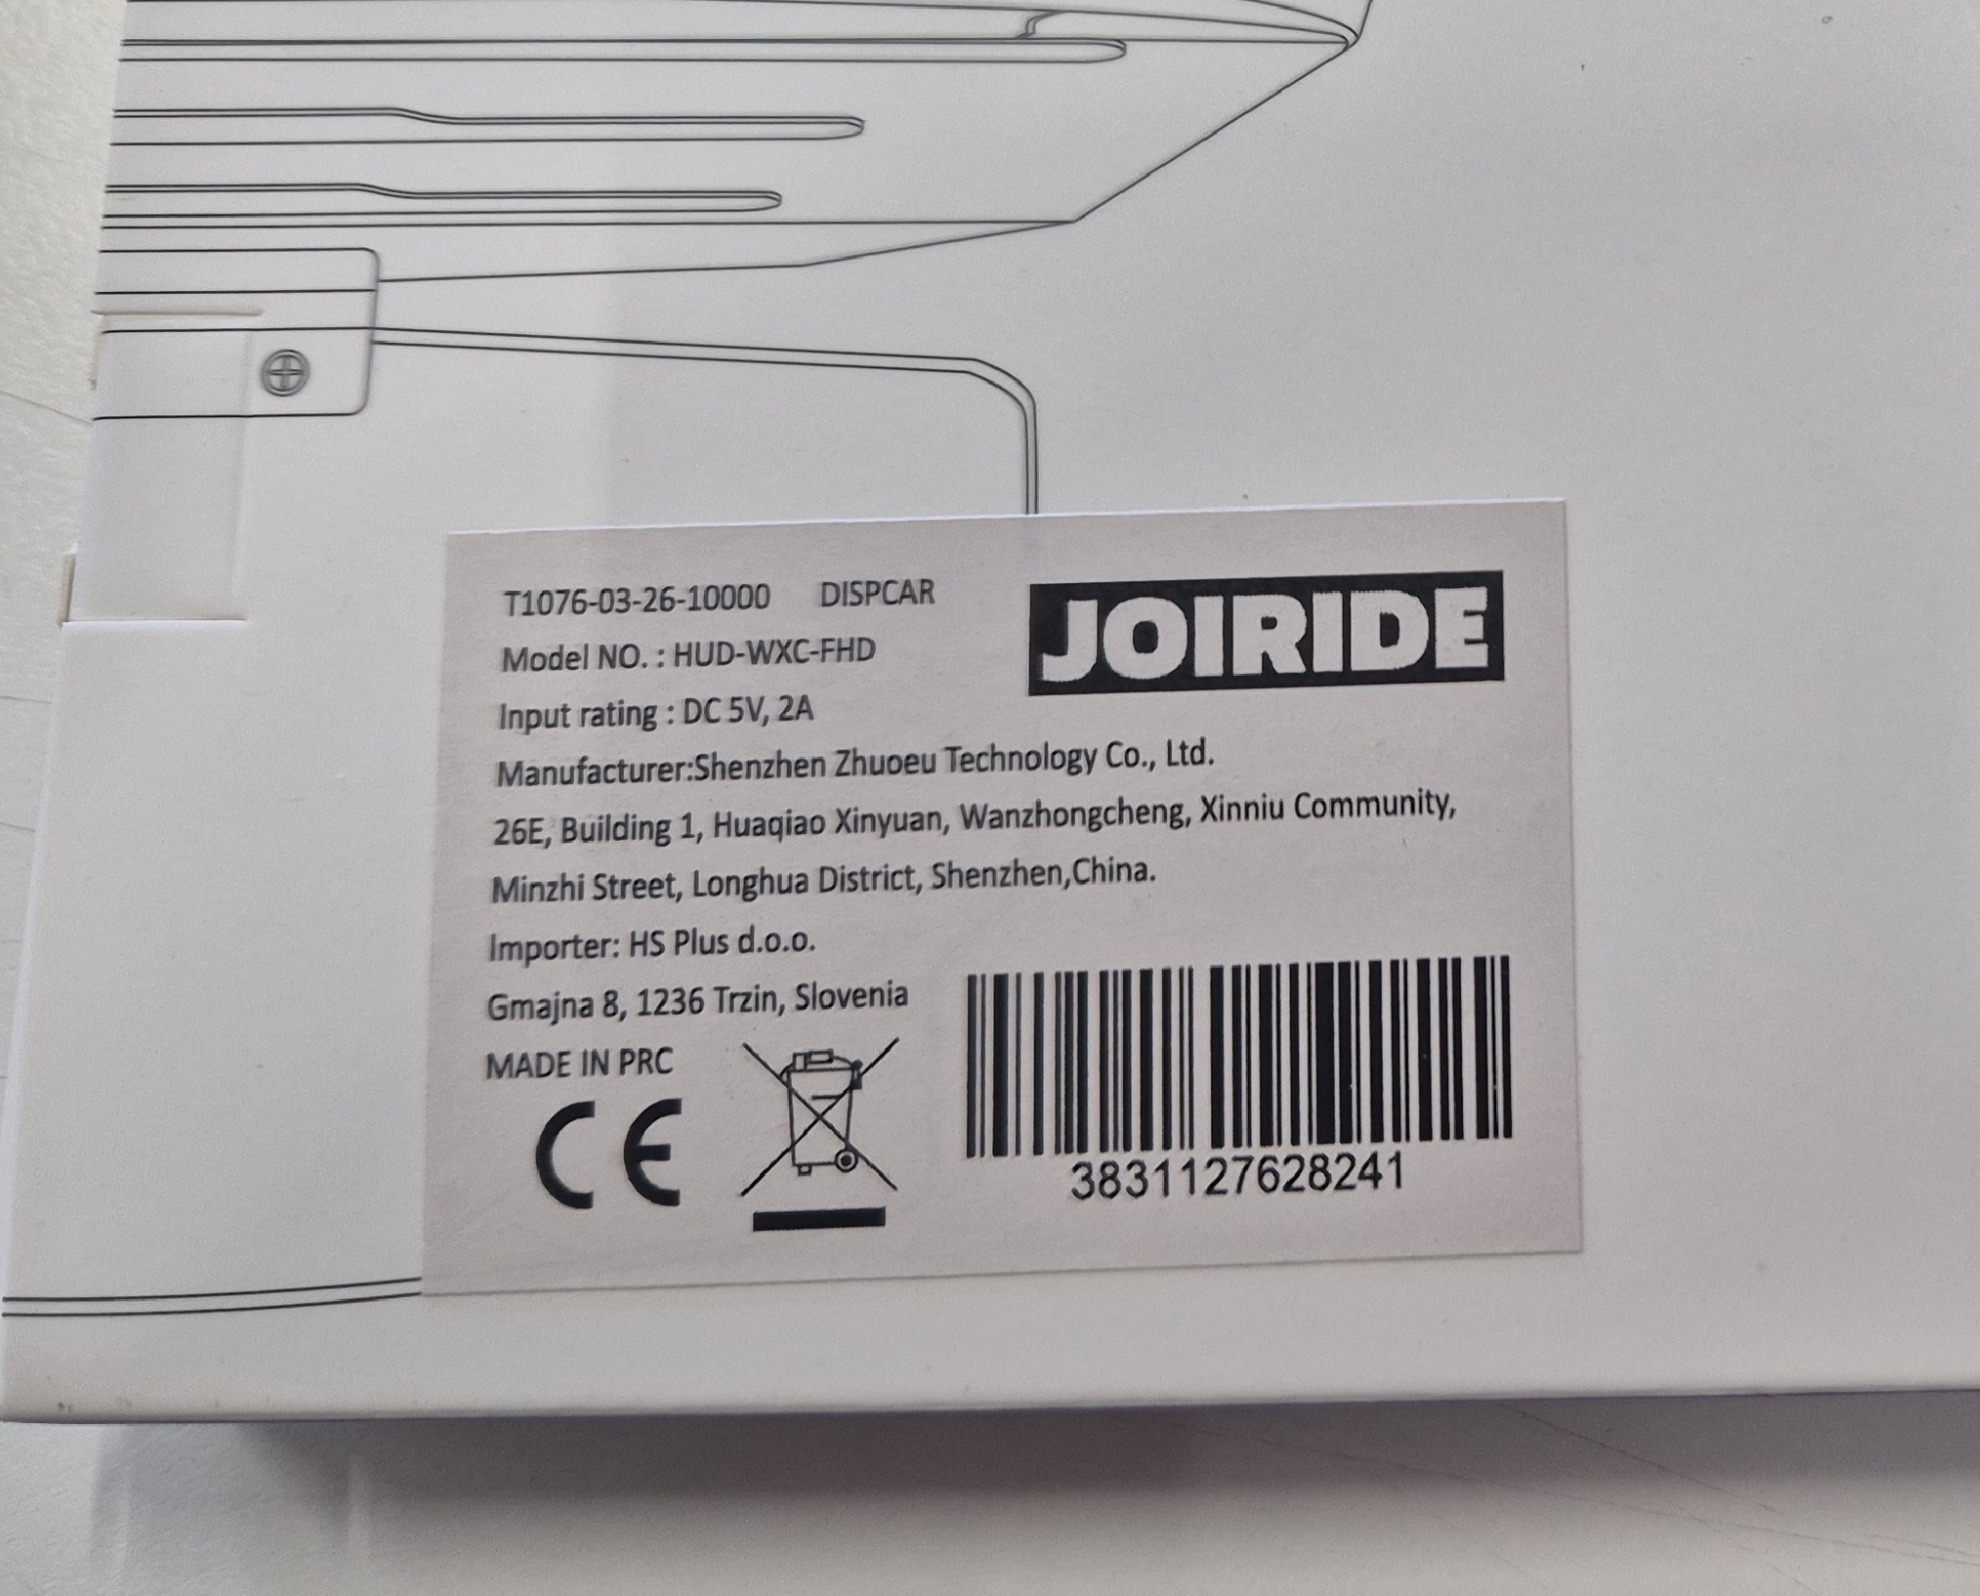 T1076-03-26-10000 DISPCAR
JOIRIDE
Model NO. : HUD-WXC-FHD
Input rating : DC 5V, 2A
Manufacturer:Shenzhen Zhuoeu Technology Co., Ltd.
26E, Building 1, Huaqiao Xinyuan, Wanzhongcheng, Xinniu Community,
Minzhi Street, Longhua District, Shenzhen,China.
Importer: HS Plus d.o.o.
Gmajna 8, 1236 Trzin, Slovenia
MADE IN PRC
CE
3831127628241